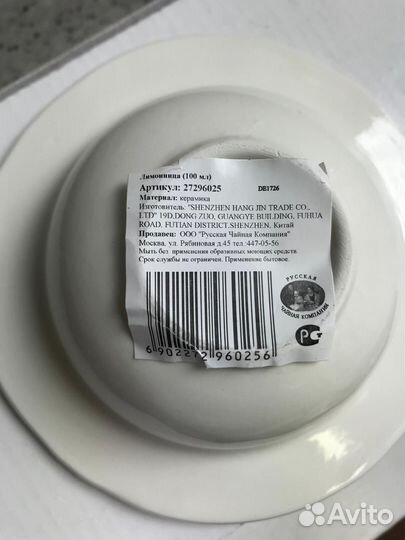 Лимонница (100 мл)
Артикул: 27296025 DE1726
Материал: керамика
Изготовитель: "SHENZHEN HANG JIN TRADE CO.,
LTD" 19D,DONG ZUO, GUANGYE BUILDING, FUHUA
ROAD, FUTIAN DISTRICT.SHENZHEN, Китай
Продавец: ООО "Русская Чайная Компания"
Москва, ул. Рябиновая д.45 тел.:447-05-56
Мыть без применения образивных моющих средств.
Срок службы не ограничен. Применение бытовое.
РУССКАЯ
ЧАЙНАЯ КОМПАНИЯ
РС
6 902272 960256
Avito